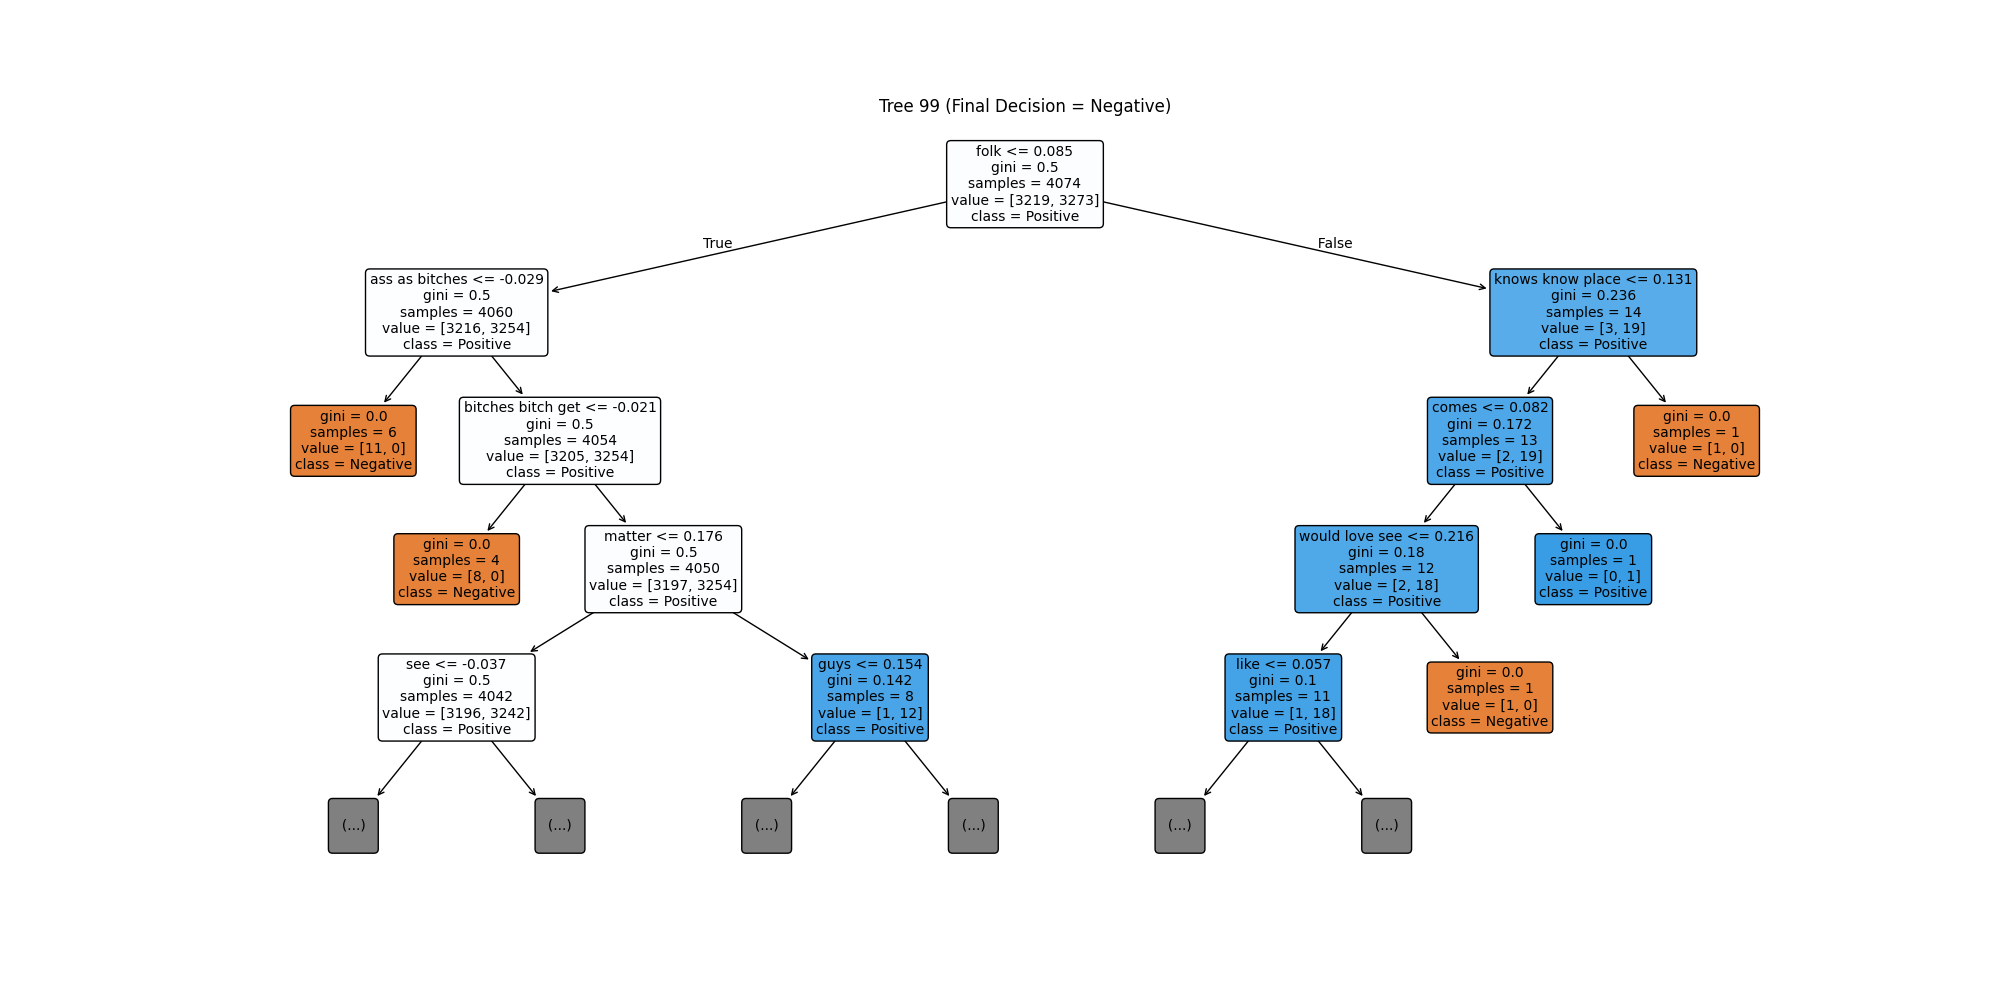 Tree 99 (Final Decision = Negative)
folk <= 0.085
gini = 0.5
samples = 4074
value = [3219, 3273]
class = Positive
True
False
ass as bitches <= -0.029
gini = 0.5
samples = 4060
value = [3216, 3254]
class = Positive
knows know place <= 0.131
gini = 0.236
samples = 14
value = [3, 19]
class = Positive
gini = 0.0
samples = 6
value = [11, 0]
class = Negative
bitches bitch get <= -0.021
gini = 0.5
samples = 4054
value = [3205, 3254]
class = Positive
comes <= 0.082
gini = 0.172
samples = 13
value = [2, 19]
class = Positive
gini = 0.0
samples = 1
value = [1, 0]
class = Negative
gini = 0.0
samples = 4
value = [8, 0]
class = Negative
matter <= 0.176
gini = 0.5
samples = 4050
value = [3197, 3254]
class = Positive
would love see <= 0.216
gini = 0.18
samples = 12
value = [2, 18]
class = Positive
gini = 0.0
samples = 1
value = [0, 1]
class = Positive
see <= -0.037
gini = 0.5
samples = 4042
value = [3196, 3242]
class = Positive
guys <= 0.154
gini = 0.142
samples = 8
value = [1, 12]
class = Positive
like <= 0.057
gini = 0.1
samples = 11
value = [1, 18]
class = Positive
gini = 0.0
samples = 1
value = [1, 0]
class = Negative
(...)
(...)
(...)
(...)
(...)
(...)